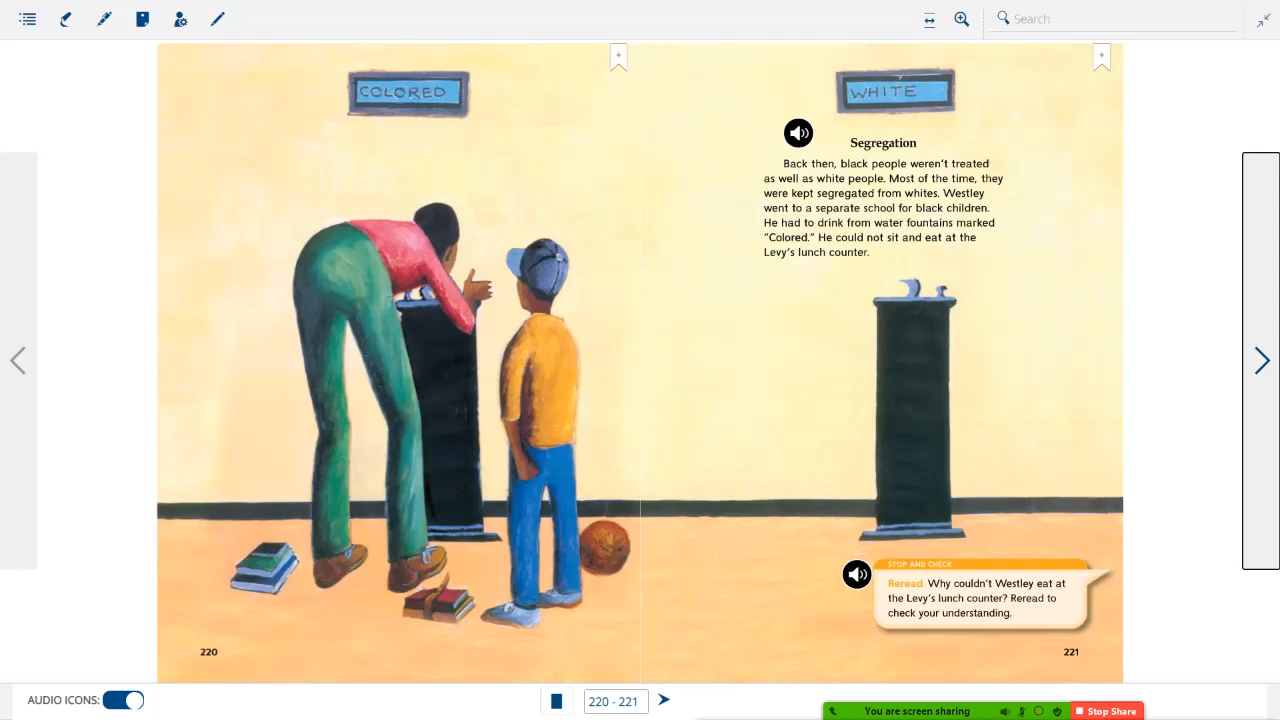 Search
COLORED
WHITE
Segregation
Back then, black people weren't treated
as well as white people. Most of the time, they
were kept segregated from whites. Westley
went to a separate school for black children.
He had to drink from water fountains marked
"Colored." He could not sit and eat at the
Levy's lunch counter.
STOP AND CHECK
Reread Why couldn't Westley eat at
the Levy's lunch counter? Reread to
check your understanding.
220
221
AUDIO ICONS:
220 - 221
You are screen sharing
Stop Share